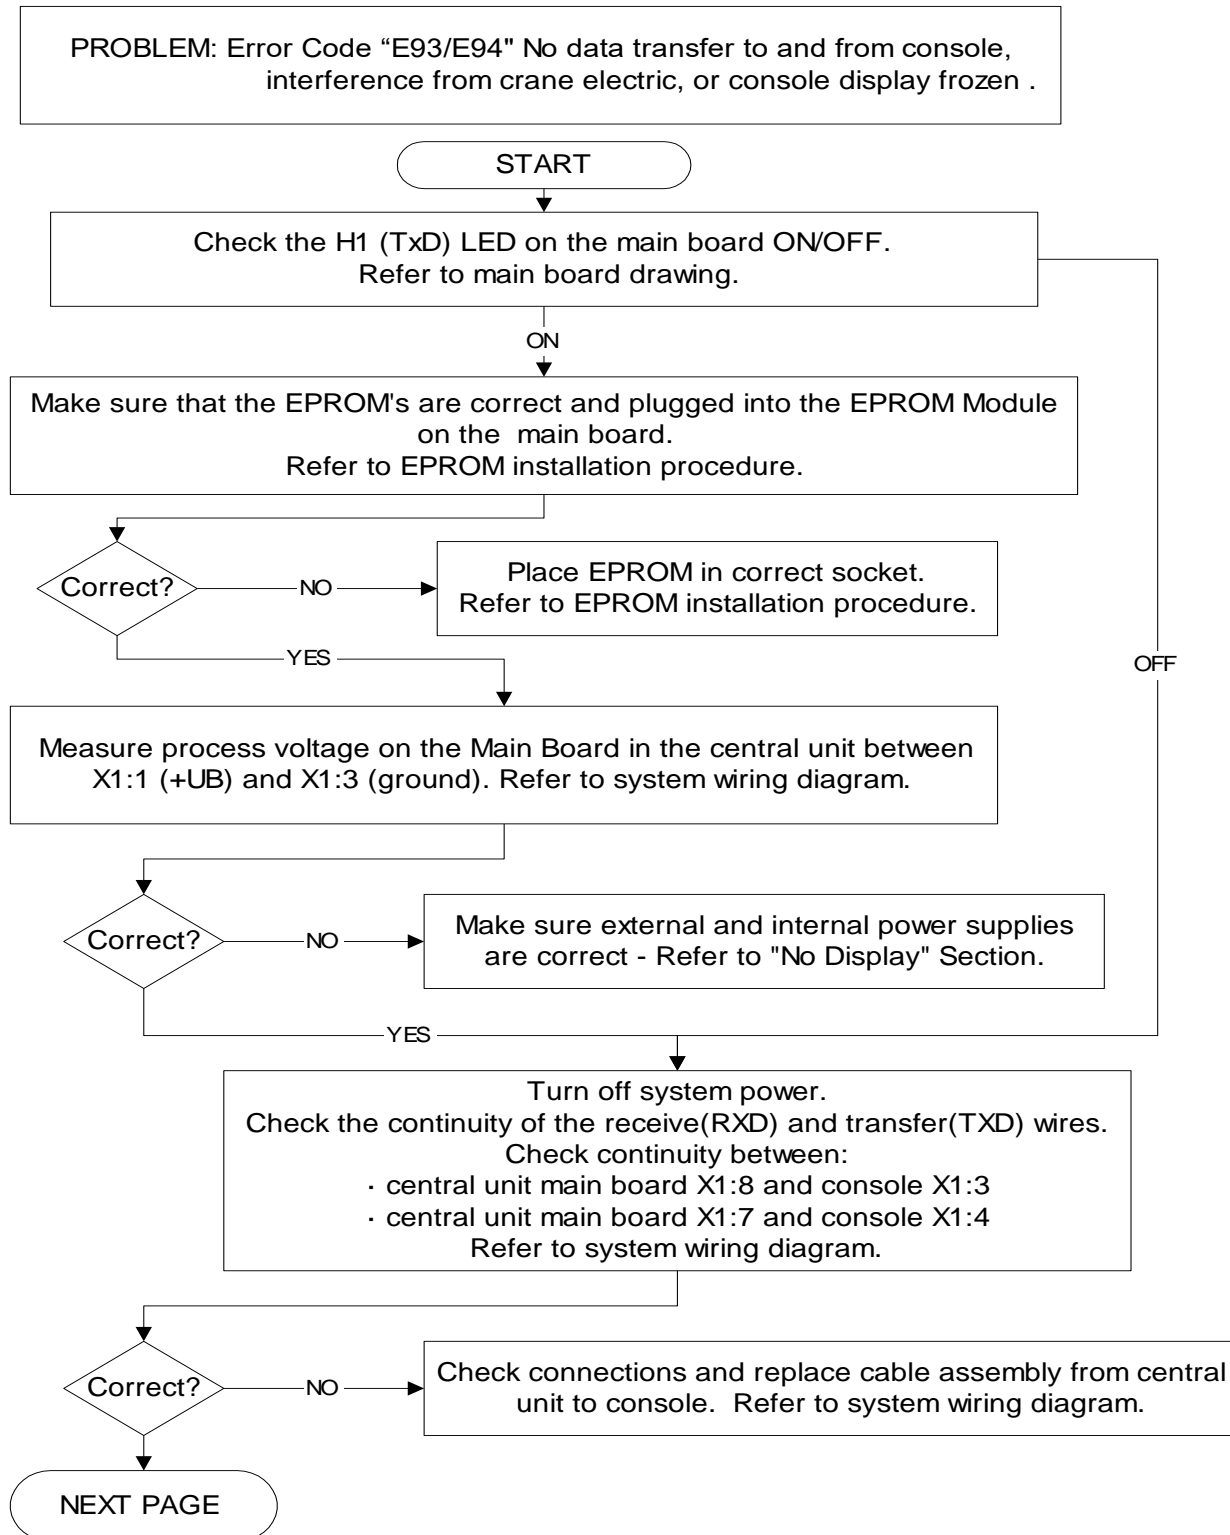 PROBLEM: Error Code “E93/E94" No data transfer to and from console,
interference from crane electric, or console display frozen .
START
Check the H1 (TxD) LED on the main board ON/OFF.
Refer to main board drawing.
ON
Make sure that the EPROM's are correct and plugged into the EPROM Module
on the main board.
Refer to EPROM installation procedure.
Correct?
NO
Place EPROM in correct socket.
Refer to EPROM installation procedure.
YES
OFF
Measure process voltage on the Main Board in the central unit between
X1:1 (+UB) and X1:3 (ground). Refer to system wiring diagram.
Correct?
NO
Make sure external and internal power supplies
are correct - Refer to "No Display" Section.
YES
Turn off system power.
Check the continuity of the receive(RXD) and transfer(TXD) wires.
Check continuity between:
· central unit main board X1:8 and console X1:3
· central unit main board X1:7 and console X1:4
Refer to system wiring diagram.
Correct?
NO
Check connections and replace cable assembly from central
unit to console. Refer to system wiring diagram.
NEXT PAGE